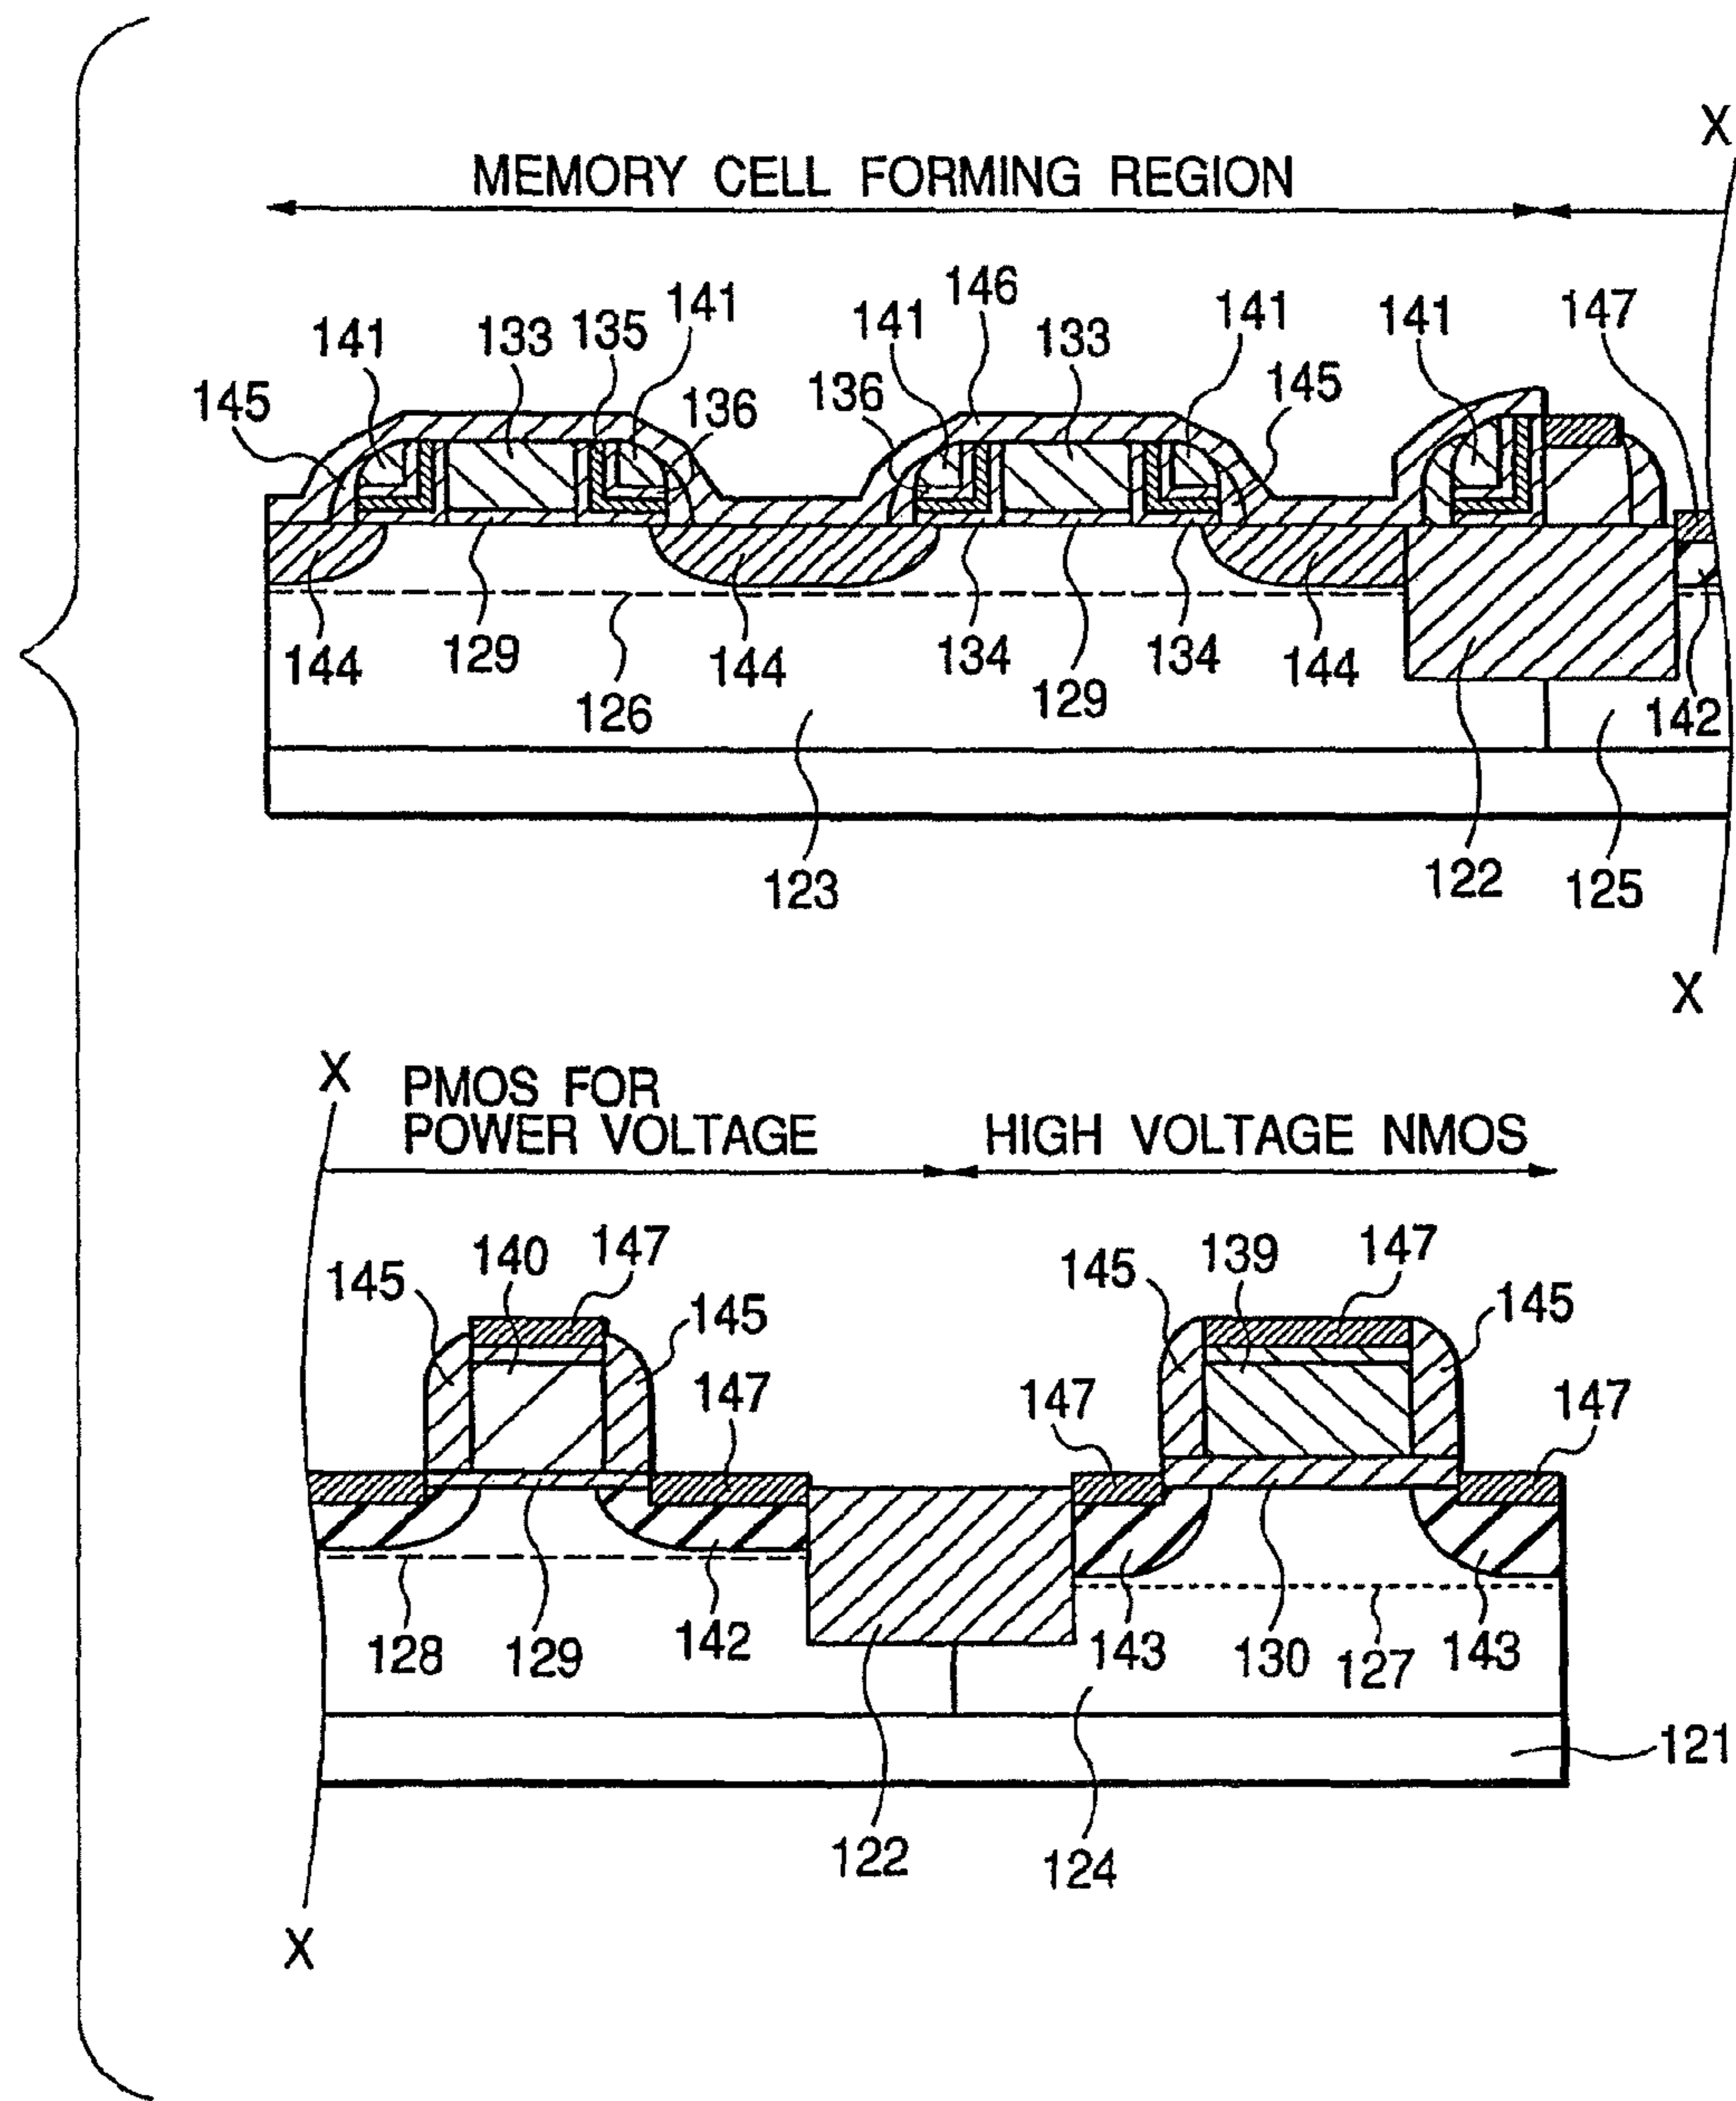 X
MEMORY CELL FORMING REGION
141 133 135 141 141 146 133 141 141 147
145 136 136 145
144 129 126 144 134 129 134 144 142
123 122 125
X
X PMOS FOR
POWER VOLTAGE HIGH VOLTAGE NMOS
145 140 147 145 139 147 145
145 147 147 147
128 129 142 143 130 127 143
121
122 124
X